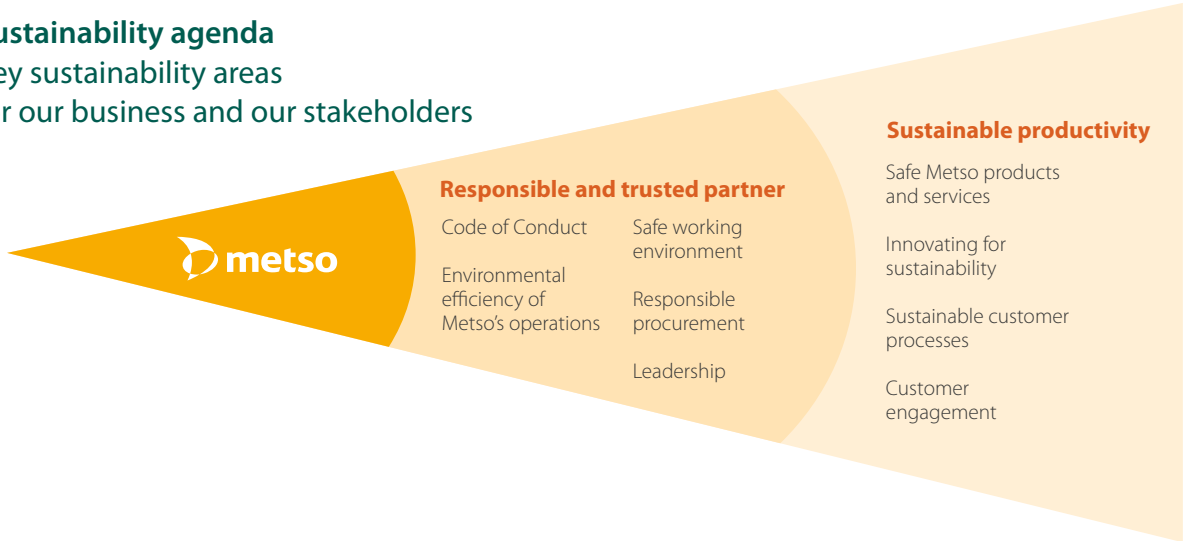 ustainability agenda
ey sustainability areas
r our business and our stakeholders
metso
Responsible and trusted partner
Code of Conduct
Environmental
efficiency of
Metso's operations
Safe working
environment
Responsible
procurement
Leadership
Sustainable productivity
Safe Metso products
and services
Innovating for
sustainability
Sustainable customer
processes
Customer
engagement